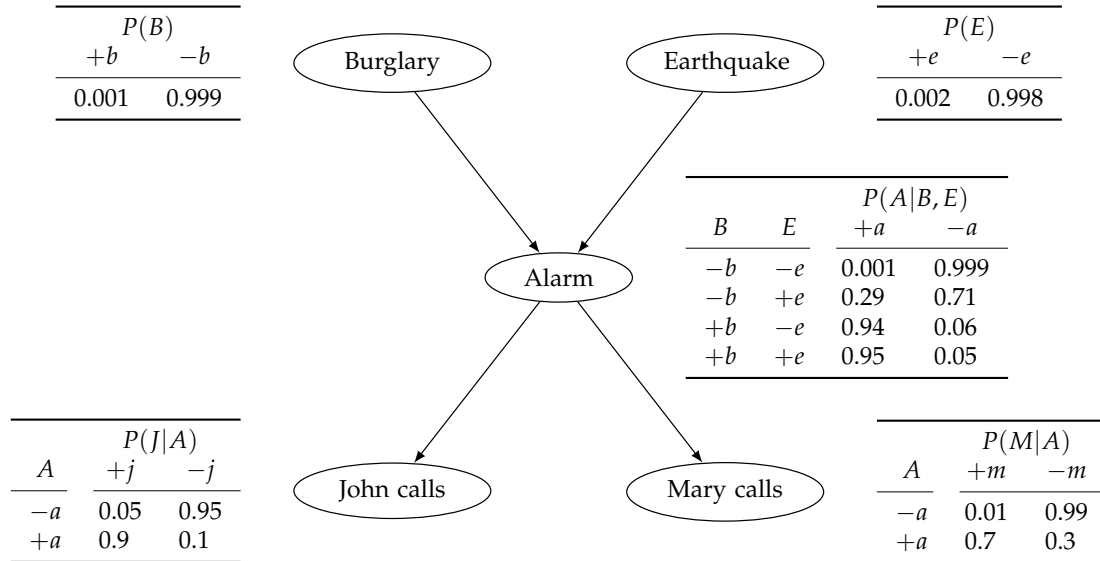 P(B)
+b −b
0.001 0.999
Burglary
Earthquake
P(E)
+e −e
0.002 0.998
P(A|B, E)
B E +a −a
−b −e 0.001 0.999
−b +e 0.29 0.71
+b −e 0.94 0.06
+b +e 0.95 0.05
Alarm
P(J|A)
A +j −j
−a 0.05 0.95
+a 0.9 0.1
John calls
Mary calls
P(M|A)
A +m −m
−a 0.01 0.99
+a 0.7 0.3